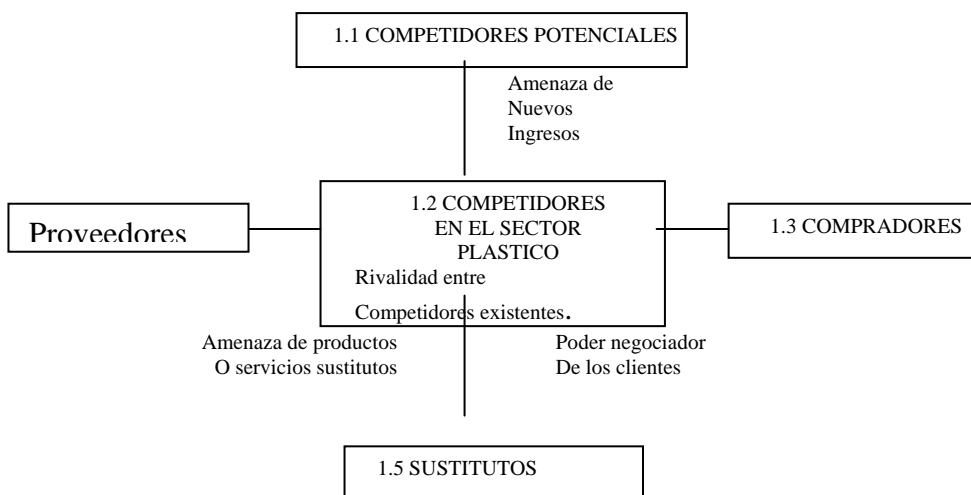 1.1 COMPETIDORES POTENCIALES
Amenaza de
Nuevos
Ingresos
Proveedores
1.2 COMPETIDORES
EN EL SECTOR
PLASTICO
Rivalidad entre
Competidores existentes.
1.3 COMPRADORES
Amenaza de productos
O servicios sustitutos
Poder negociador
De los clientes
1.5 SUSTITUTOS